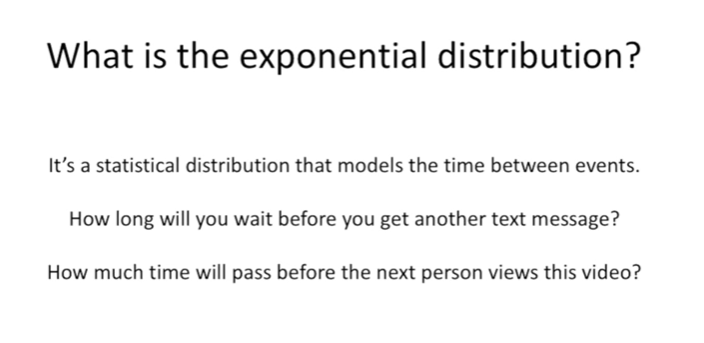 What is the exponential distribution?
It's a statistical distribution that models the time between events.
How long will you wait before you get another text message?
How much time will pass before the next person views this video?